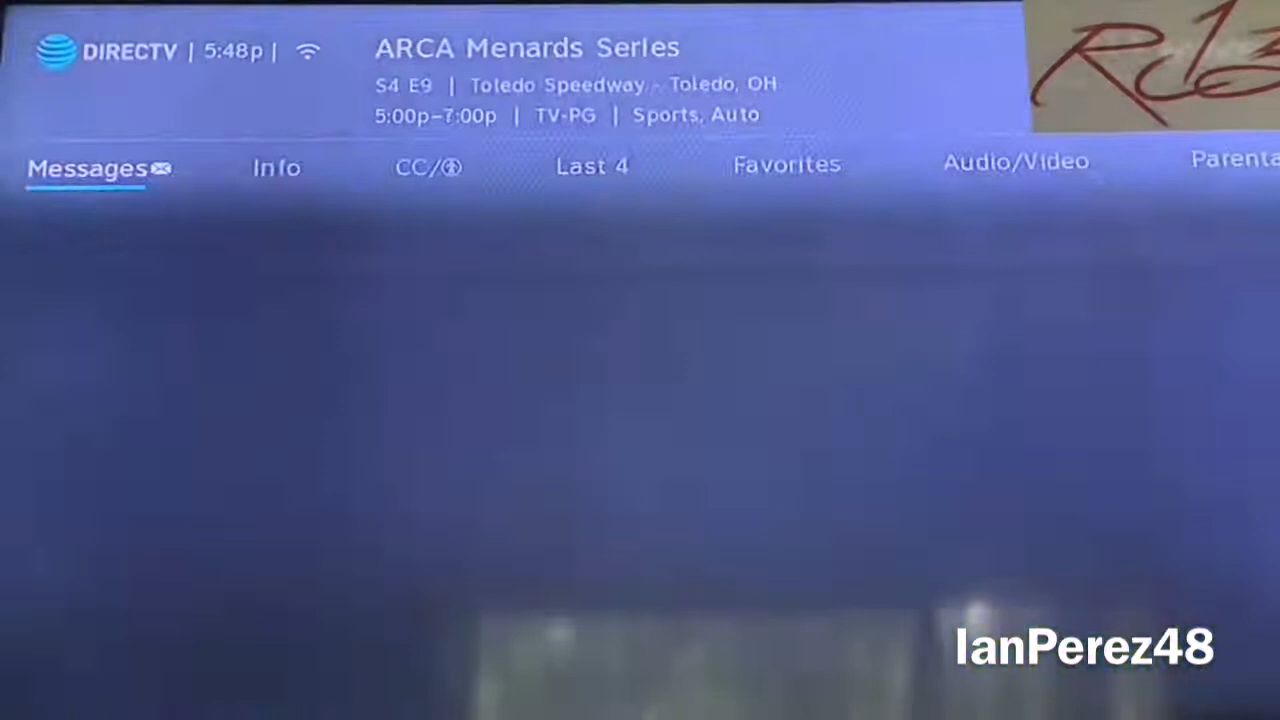 DIRECTV | 5:48p |
ARCA Menards Series
S4 E9 | Toledo Speedway - Toledo, OH
5:00p-7:00p | TV-PG | Sports, Auto
Messages Info CC/ Last 4 Favorites Audio/Video Parenta
IanPerez48